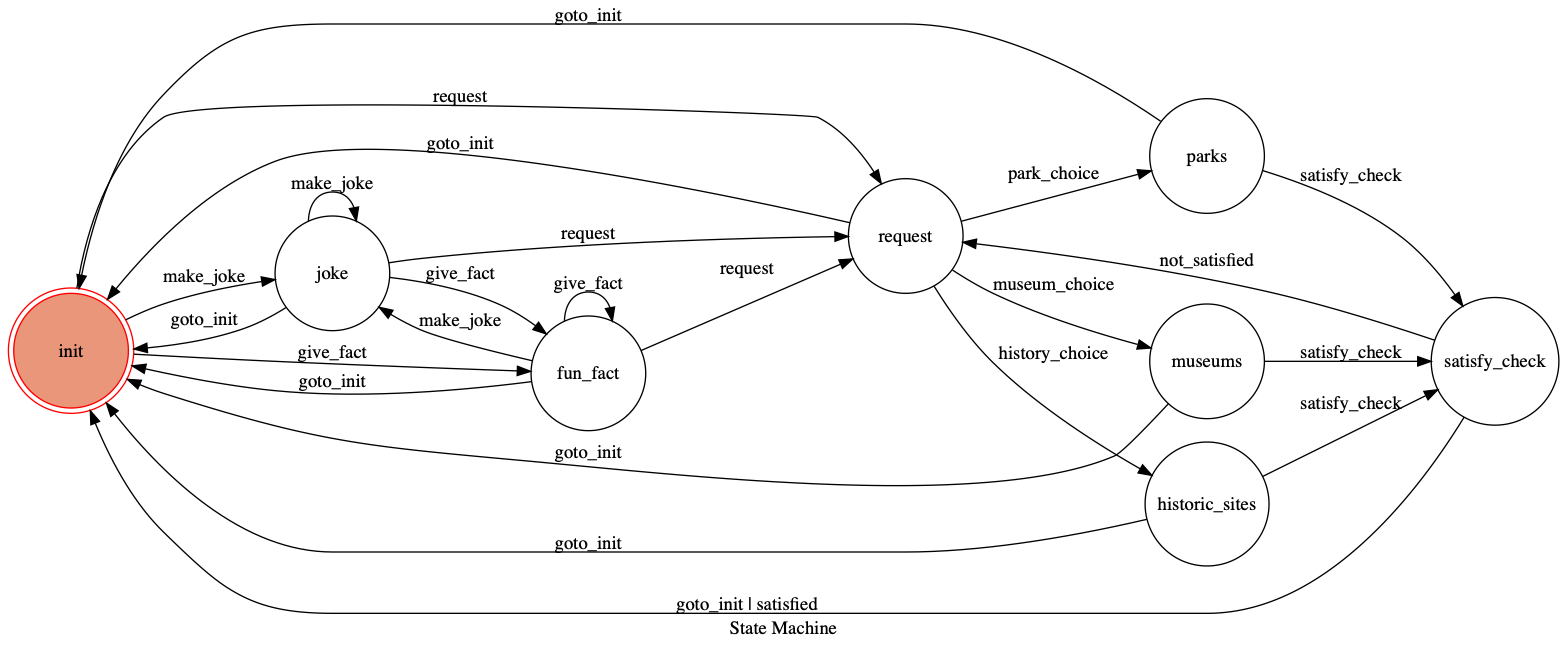 goto_init
request
goto_init
make_joke
joke
make_joke
goto_init
init
give_fact
goto_init
request
give_fact
make_joke
give_fact
fun_fact
request
request
park_choice
parks
satisfy_check
not_satisfied
museum_choice
museums
satisfy_check
satisfy_check
history_choice
satisfy_check
historic_sites
goto_init
goto_init
goto_init | satisfied
State Machine